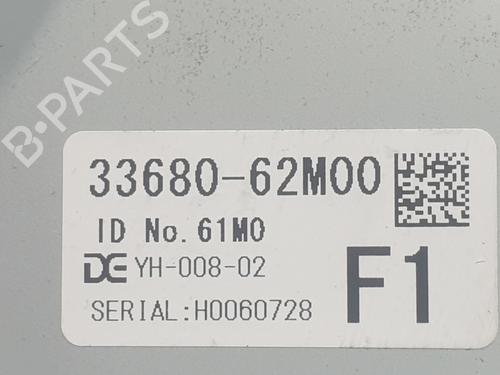 B-PARTS
33680-62M00
ID No.61M0
DE YH-008-02
F1
SERIAL:H0060728